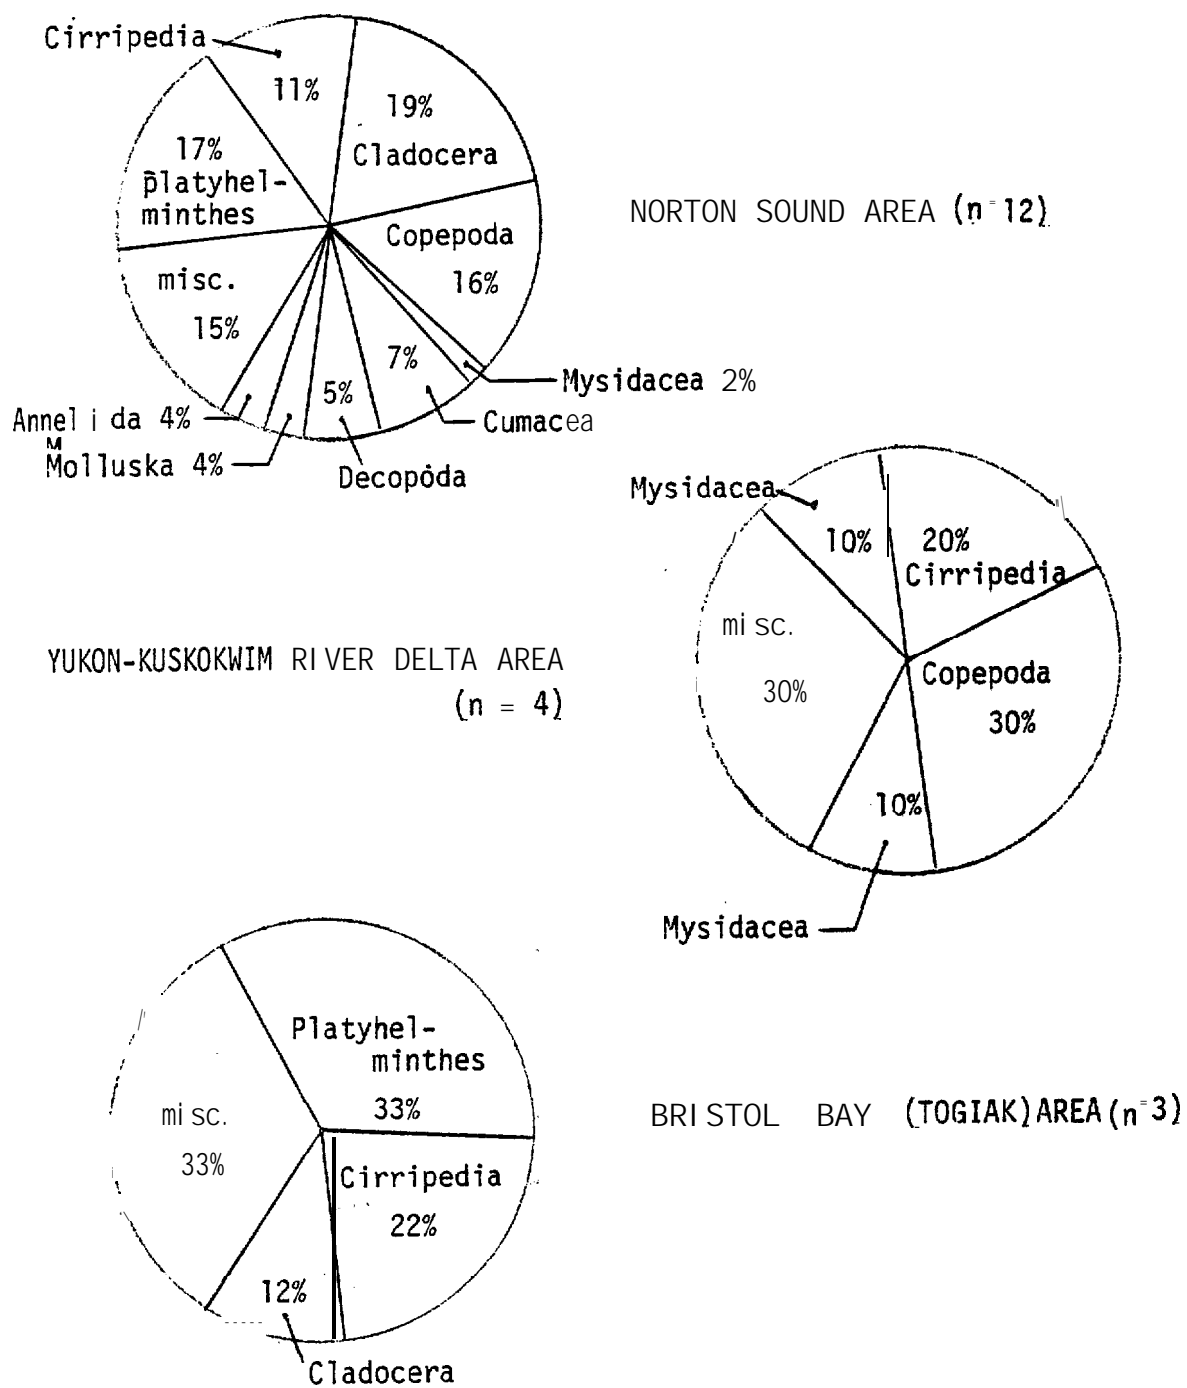 Cirripedia
11%
19%
Cladocera
17%
platyhel-
minthes
Copepoda
16%
misc.
15%
7%
5%
Mysidacea 2%
Cumacea
Annelida 4%
M
Molluska 4%
Decopoda
NORTON SOUND AREA (n=12)
Mysidacea
10%
20%
Cirripedia
misc.
30%
Copepoda
30%
10%
Mysidacea
YUKON-KUSKOKWIM RIVER DELTA AREA
(n = 4)
Platyhel-
minthes
33%
misc.
33%
Cirripedia
22%
12%
Cladocera
BRISTOL BAY (TOGIAK) AREA (n=3)